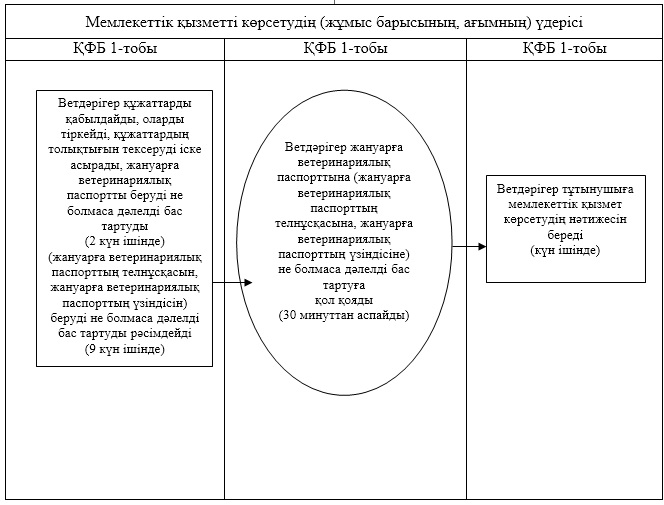 Мемлекеттік қызметті көрсетудің (жұмыс барысының, ағымның) үдерісі
ҚФБ 1-тобы
ҚФБ 1-тобы
ҚФБ 1-тобы
Ветдәрігер құжаттарды
қабылдайды, оларды
тіркейді, құжаттардың
толықтығын тексеруді іске
асырады, жануарға
ветеринариялық
паспортты беруді не
болмаса дәлелді бас
тартуды
(2 күн ішінде)
(жануарға ветеринариялық
паспорттың телнұсқасын,
жануарға ветеринариялық
паспорттың үзіндісін)
беруді не болмаса дәлелді
бас тартуды рәсімдейді
(9 күн ішінде)
Ветдәрігер жануарға
ветеринариялық
паспорттына (жануарға
ветеринариялық
паспорттың
телнұсқасына, жануарға
ветеринариялық
паспорттың үзіндісіне)
не болмаса дәлелді бас
тартуға
қол қояды
(30 минуттан аспайды)
Ветдәрігер тұтынушыға
мемлекеттік қызмет
көрсетудің нәтижесін
береді
(күн ішінде)